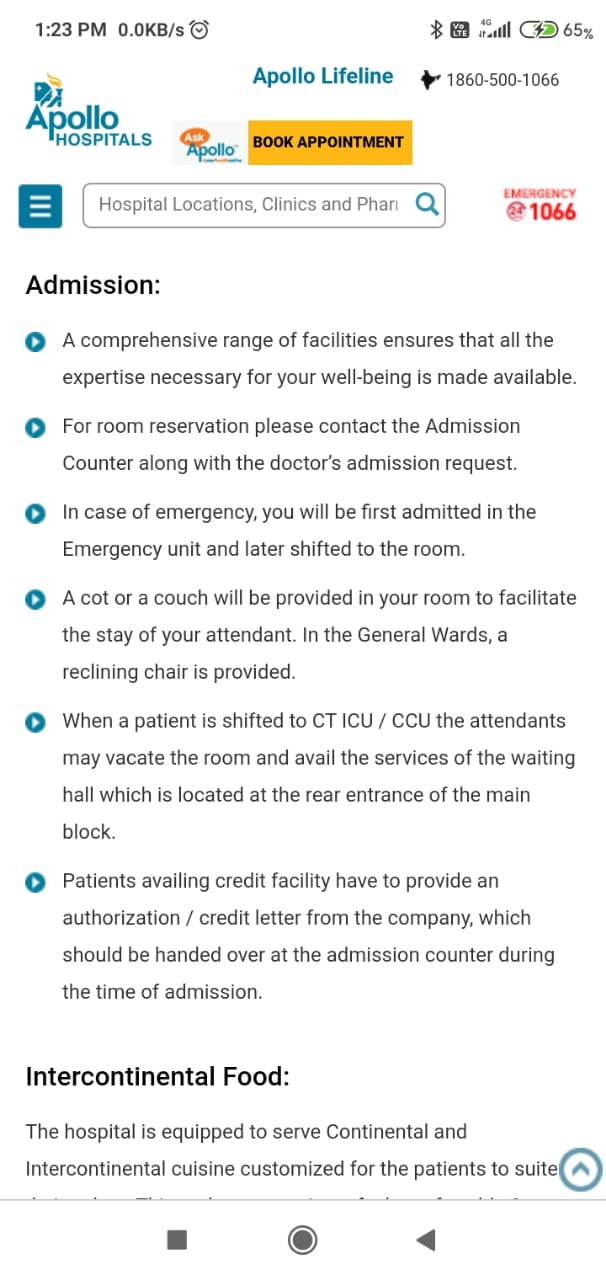 1:23 PM 0.0KB/s
VO LTE 4G 65%
Apollo HOSPITALS
Apollo Lifeline 1860-500-1066
Ask Apollo
BOOK APPOINTMENT
Hospital Locations, Clinics and Phar
EMERGENCY
24 1066
Admission:
A comprehensive range of facilities ensures that all the
expertise necessary for your well-being is made available.
For room reservation please contact the Admission
Counter along with the doctor’s admission request.
In case of emergency, you will be first admitted in the
Emergency unit and later shifted to the room.
A cot or a couch will be provided in your room to facilitate
the stay of your attendant. In the General Wards, a
reclining chair is provided.
When a patient is shifted to CT ICU / CCU the attendants
may vacate the room and avail the services of the waiting
hall which is located at the rear entrance of the main
block.
Patients availing credit facility have to provide an
authorization / credit letter from the company, which
should be handed over at the admission counter during
the time of admission.
Intercontinental Food:
The hospital is equipped to serve Continental and
Intercontinental cuisine customized for the patients to suite